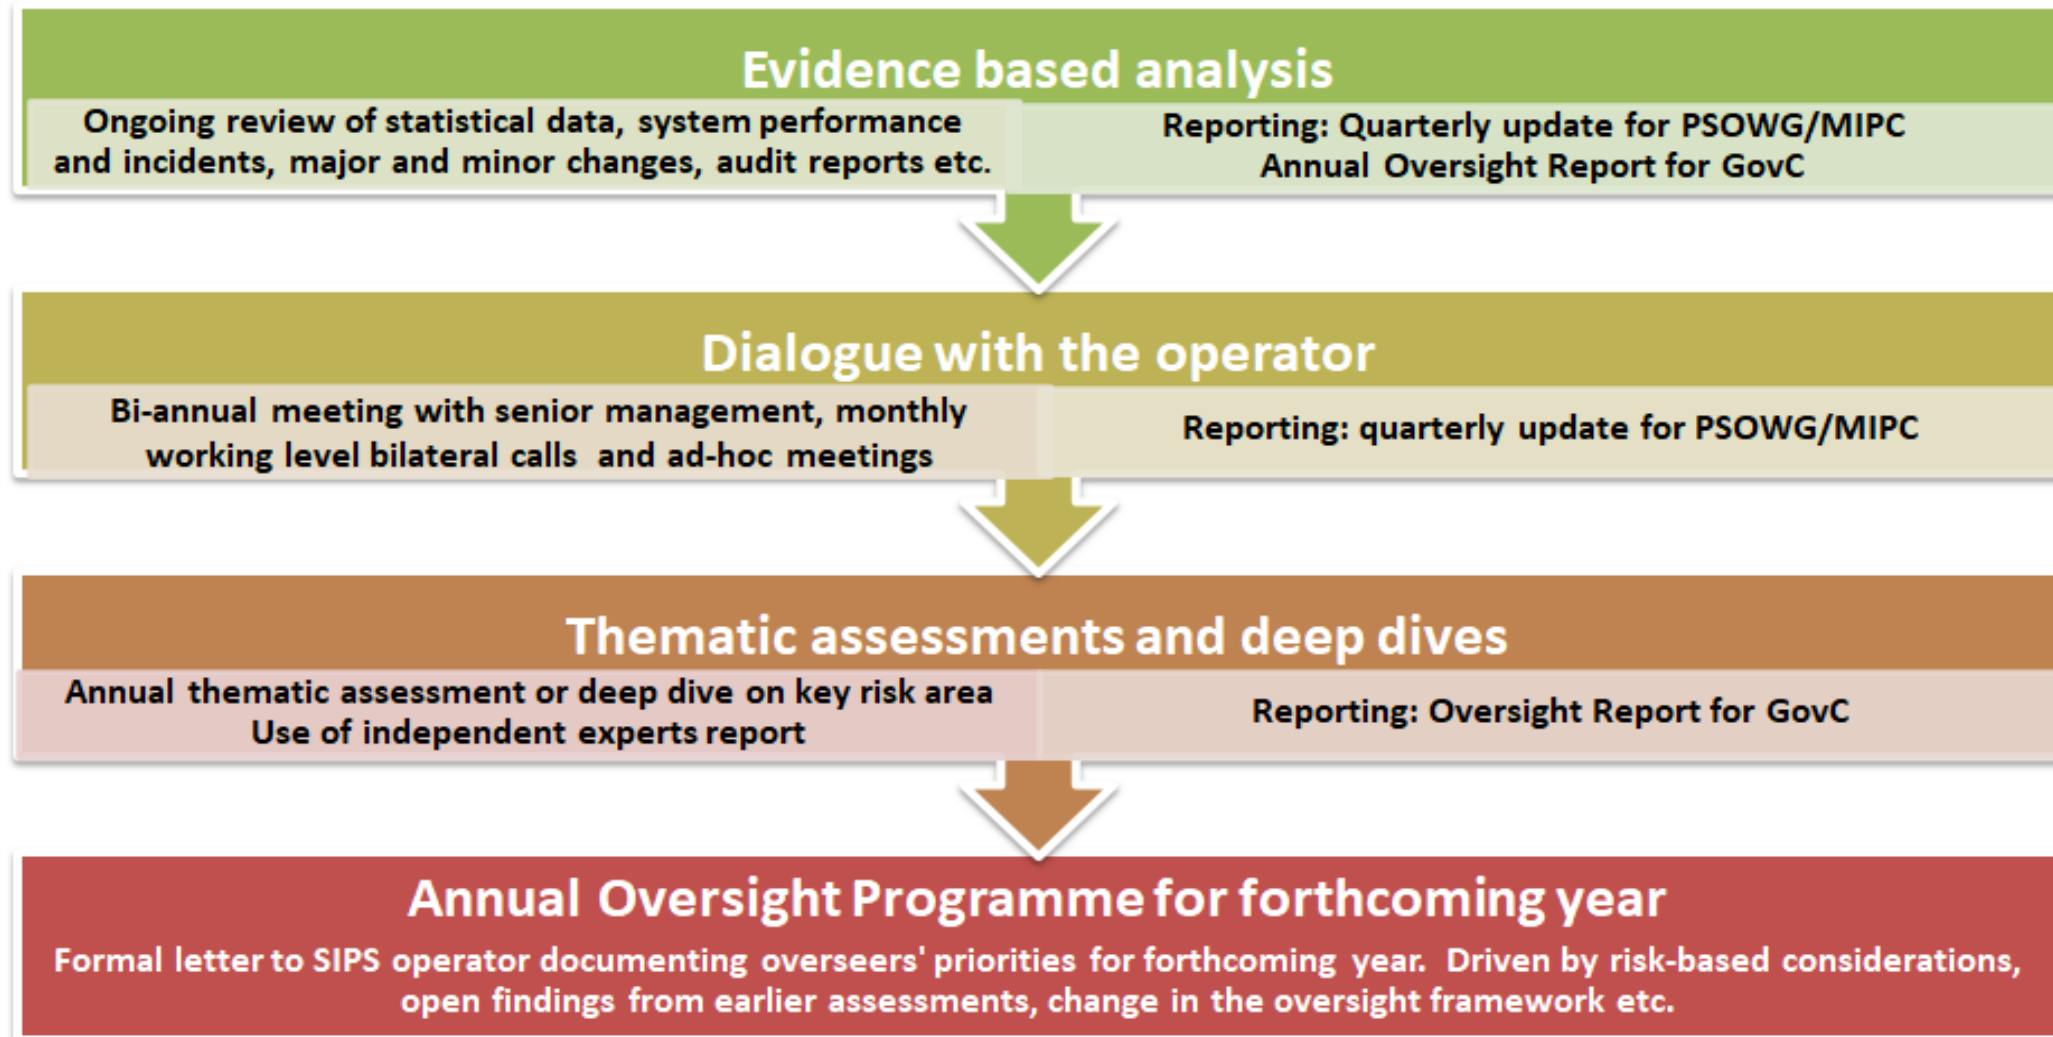 Evidence based analysis
Ongoing review of statistical data, system performance
and incidents, major and minor changes, audit reports etc.
Reporting: Quarterly update for PSOWG/MIPC
Annual Oversight Report for GovC
Dialogue with the operator
Bi-annual meeting with senior management, monthly
working level bilateral calls and ad-hoc meetings
Reporting: quarterly update for PSOWG/MIPC
Thematic assessments and deep dives
Annual thematic assessment or deep dive on key risk area
Use of independent experts report
Reporting: Oversight Report for GovC
Annual Oversight Programme for forthcoming year
Formal letter to SIPS operator documenting overseers' priorities for forthcoming year. Driven by risk-based considerations,
open findings from earlier assessments, change in the oversight framework etc.